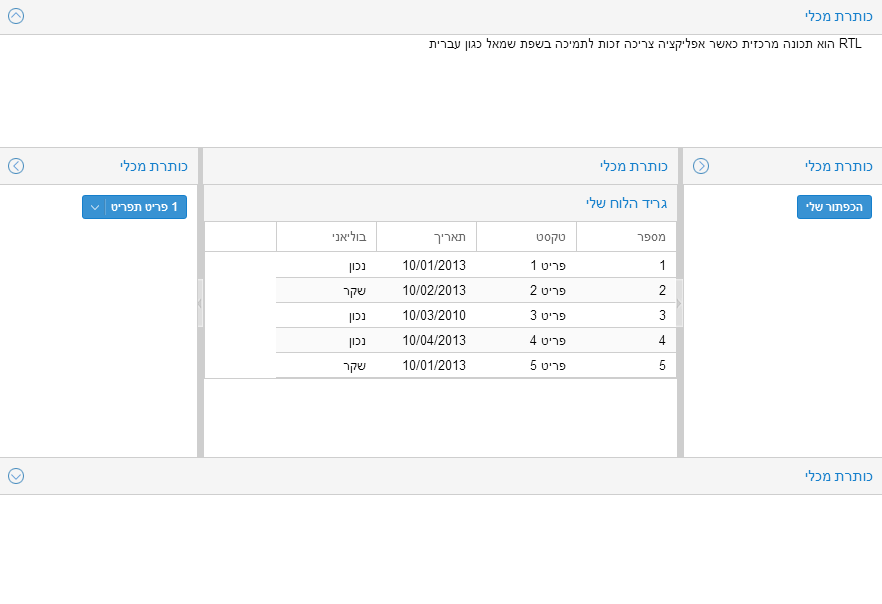 כותרת מכלי
RTL הוא תכונה מרכזית כאשר אפליקציה צריכה זכות לתמיכה בשפת שמאל כגון עברית
כותרת מכלי
הכפתור שלי
כותרת מכלי
גריד הלוח שלי
מספר טקסט תאריך בוליאני
1 פריט 1 10/01/2013 נכון
2 פריט 2 10/02/2013 שקר
3 פריט 3 10/03/2010 נכון
4 פריט 4 10/04/2013 נכון
5 פריט 5 10/01/2013 שקר
כותרת מכלי
1 פריט תפריט
כותרת מכלי